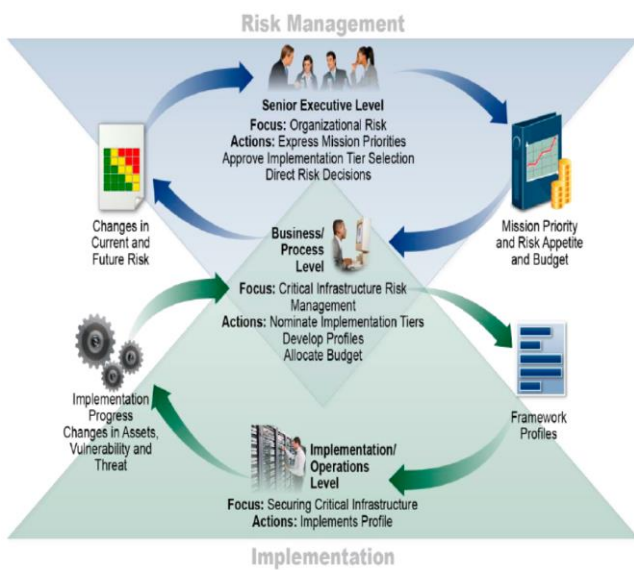 Risk Management
Senior Executive Level
Focus: Organizational Risk
Actions: Express Mission Priorities
Approve Implementation Tier Selection
Direct Risk Decisions
Changes in
Current and
Future Risk
Mission Priority
and Risk Appetite
and Budget
Business/
Process
Level
Focus: Critical Infrastructure Risk
Management
Actions: Nominate Implementation Tiers
Develop Profiles
Allocate Budget
Implementation
Progress
Changes in Assets,
Vulnerability and
Threat
Framework
Profiles
Implementation/
Operations
Level
Focus: Securing Critical Infrastructure
Actions: Implements Profile
Implementation